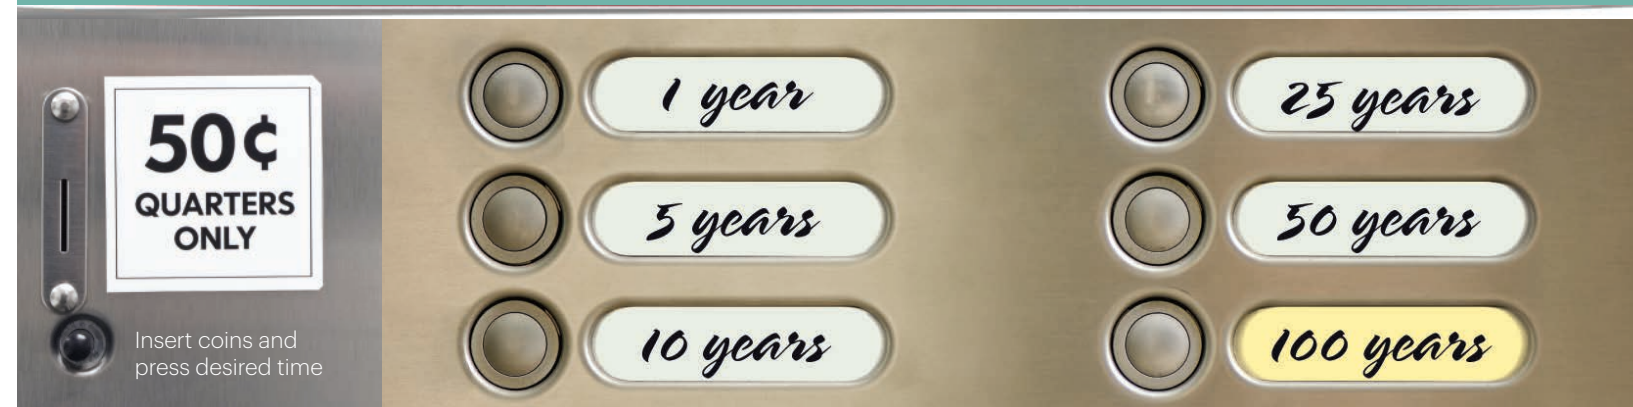 50¢
QUARTERS
ONLY
Insert coins and
press desired time
1 year
5 years
10 years
25 years
50 years
100 years